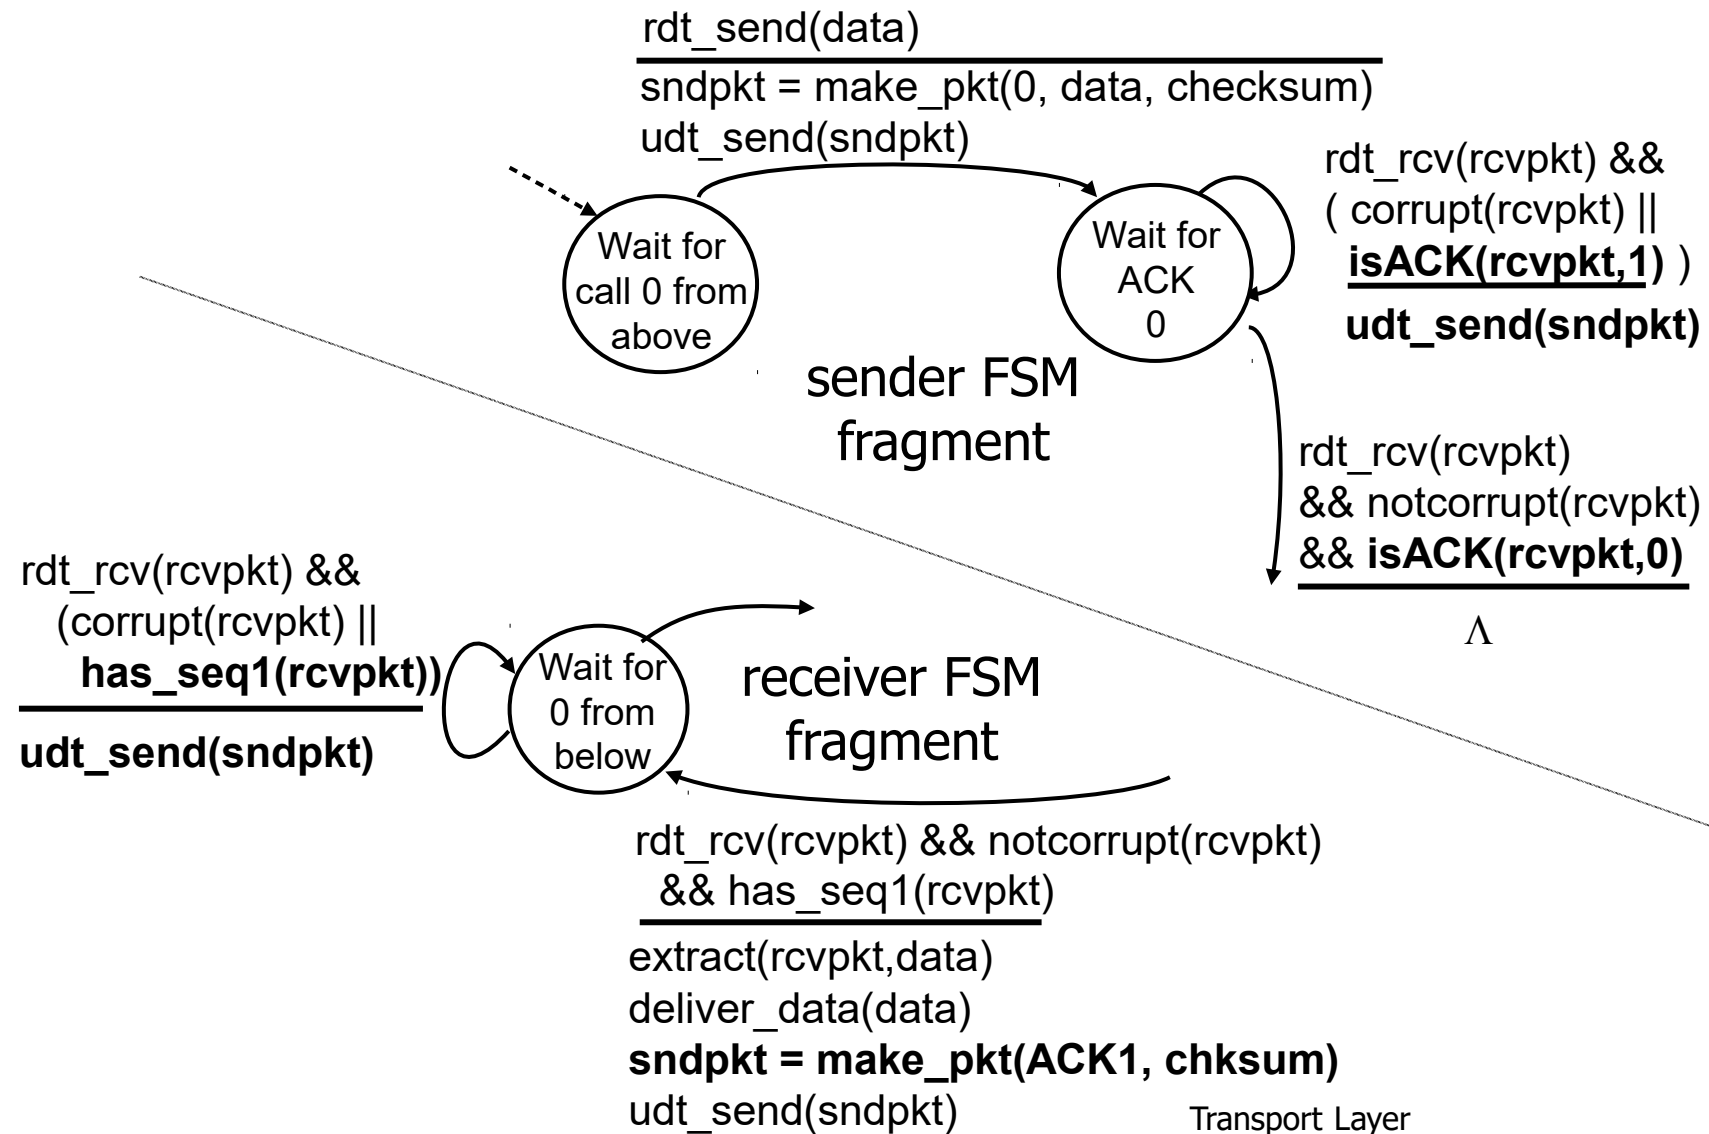 rdt_send(data)
sndpkt = make_pkt(0, data, checksum)
udt_send(sndpkt)
rdt_rcv(rcvpkt) &&
( corrupt(rcvpkt) ||
isACK(rcvpkt,1) )
udt_send(sndpkt)
Wait for
call 0 from
above
Wait for
ACK
0
sender FSM
fragment
rdt_rcv(rcvpkt)
&& notcorrupt(rcvpkt)
&& isACK(rcvpkt,0)
Λ
rdt_rcv(rcvpkt) &&
(corrupt(rcvpkt) ||
has_seq1(rcvpkt))
udt_send(sndpkt)
Wait for
0 from
below
receiver FSM
fragment
rdt_rcv(rcvpkt) && notcorrupt(rcvpkt)
&& has_seq1(rcvpkt)
extract(rcvpkt,data)
deliver_data(data)
sndpkt = make_pkt(ACK1, chksum)
udt_send(sndpkt)
Transport Layer